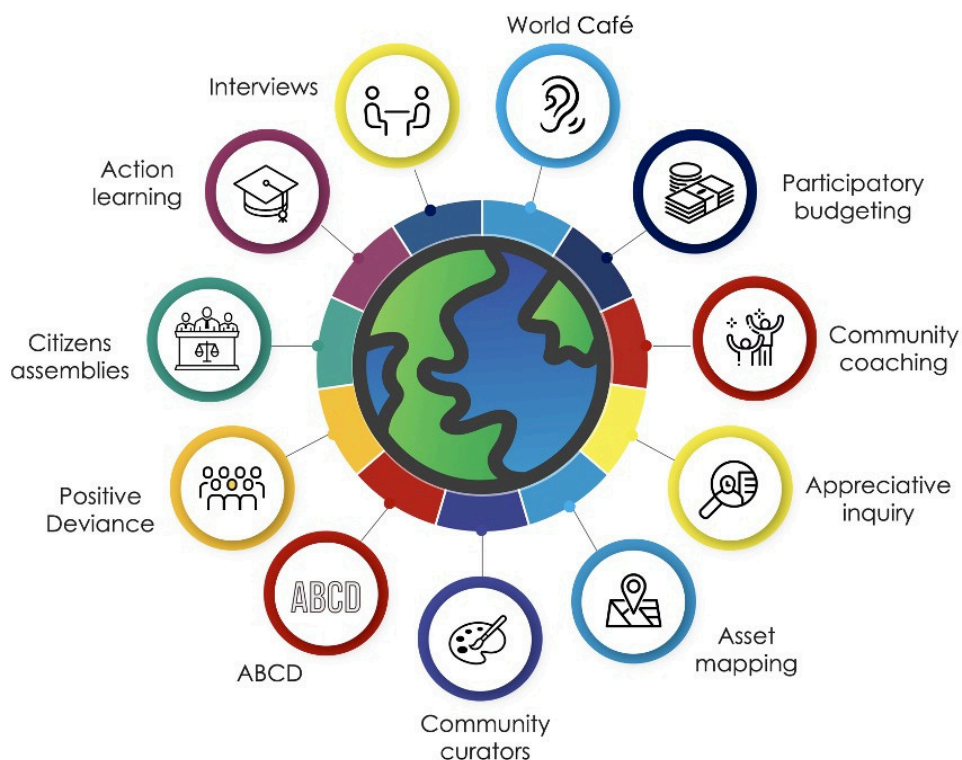 World Café
Interviews
Action
learning
Participatory
budgeting
Citizens
assemblies
Community
coaching
Positive
Deviance
Appreciative
inquiry
ABCD
ABCD
Asset
mapping
Community
curators